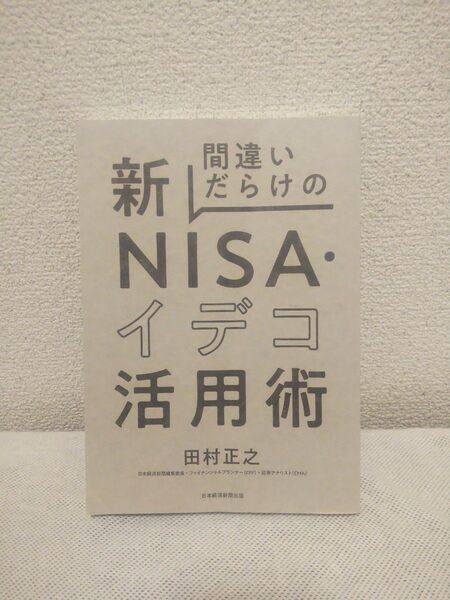 間違い
だらけの
新
NISA・
イデコ
活用術
田村正之
日本経済新聞編集委員・ファイナンシャルプランナー(CFP)・証券アナリスト(CMA)
日本経済新聞出版